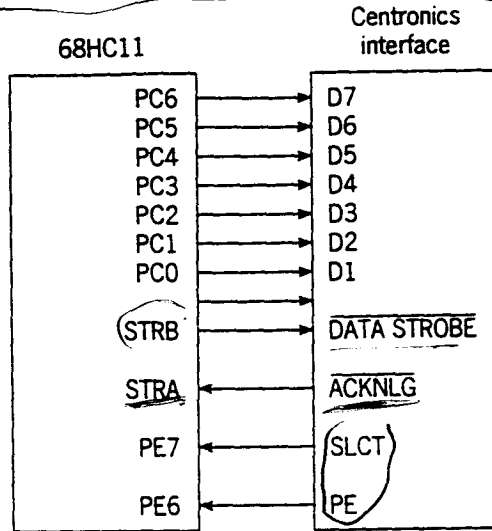 Centronics
interface
68HC11
PC6 D7
PC5 D6
PC4 D5
PC3 D4
PC2 D3
PC1 D2
PC0 D1
STRB DATA STROBE
STRA ACKNLG
PE7 SLCT
PE6 PE